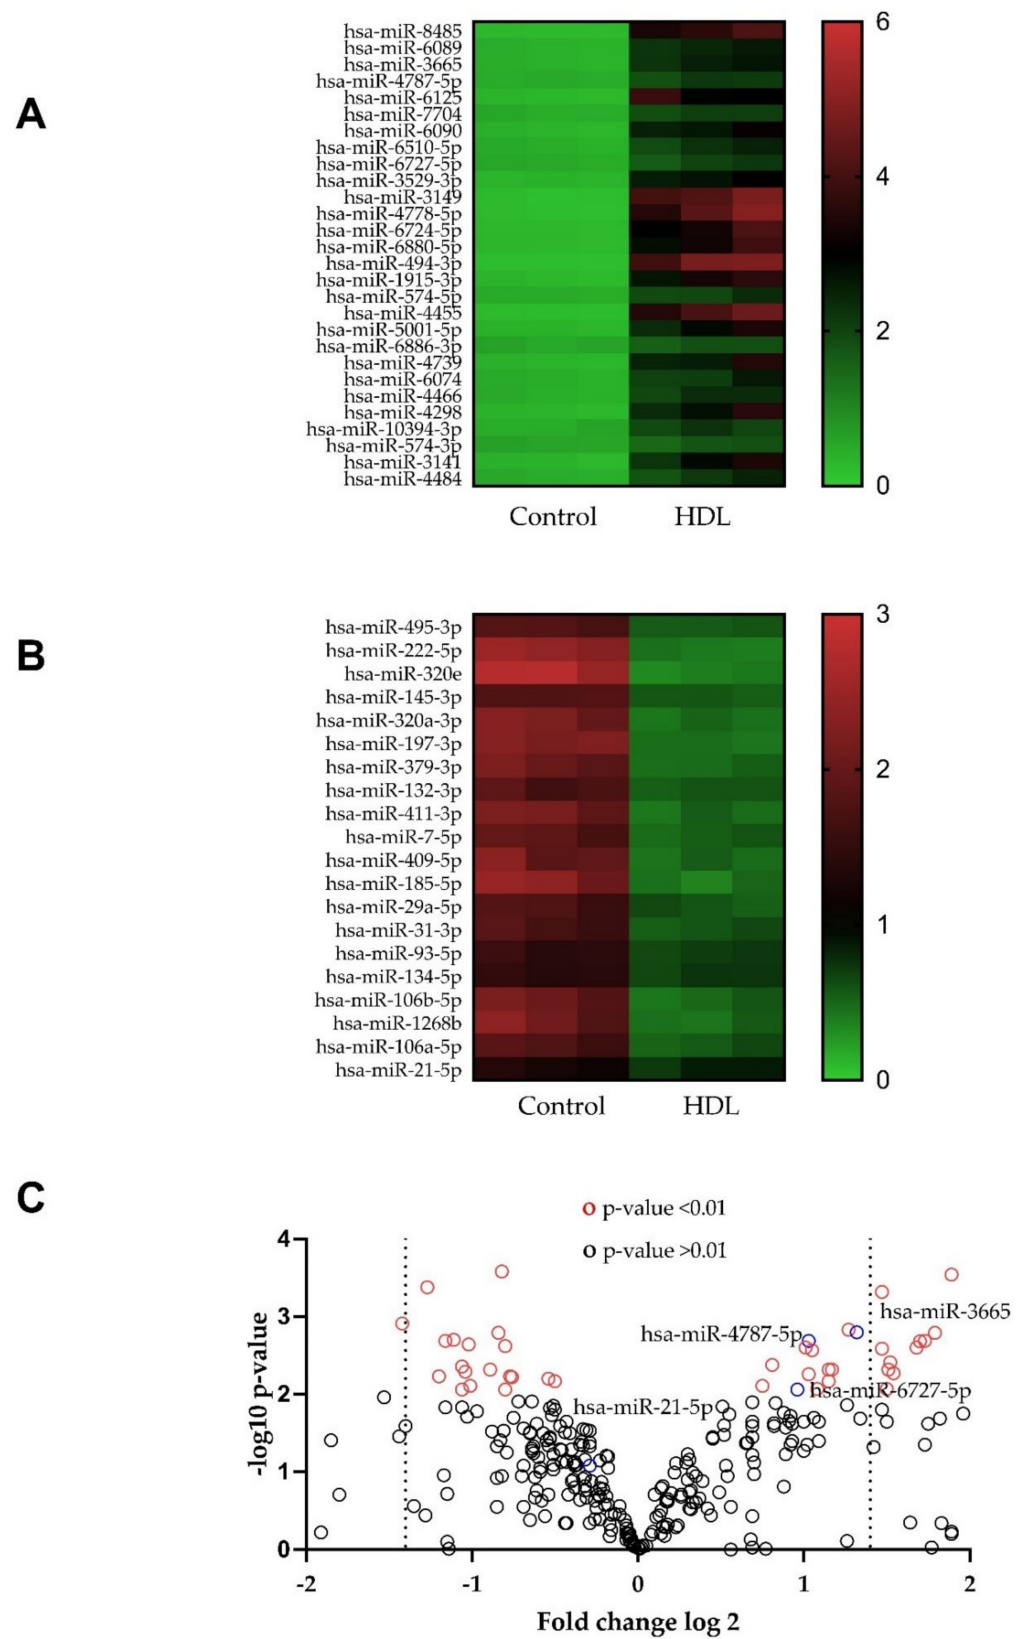 A
hsa-miR-8485
hsa-miR-6089
hsa-miR-3665
hsa-miR-4787-5p
hsa-miR-6125
hsa-miR-7704
hsa-miR-6090
hsa-miR-6510-5p
hsa-miR-6727-5p
hsa-miR-3529-3p
hsa-miR-3149
hsa-miR-4778-5p
hsa-miR-6724-5p
hsa-miR-6880-5p
hsa-miR-494-3p
hsa-miR-1915-3p
hsa-miR-574-5p
hsa-miR-4455
hsa-miR-5001-5p
hsa-miR-6886-3p
hsa-miR-4739
hsa-miR-6074
hsa-miR-4466
hsa-miR-4298
hsa-miR-10394-3p
hsa-miR-574-3p
hsa-miR-3141
hsa-miR-4484
6
4
2
0
Control HDL
B
hsa-miR-495-3p
hsa-miR-222-5p
hsa-miR-320e
hsa-miR-145-3p
hsa-miR-320a-3p
hsa-miR-197-3p
hsa-miR-379-3p
hsa-miR-132-3p
hsa-miR-411-3p
hsa-miR-7-5p
hsa-miR-409-5p
hsa-miR-185-5p
hsa-miR-29a-5p
hsa-miR-31-3p
hsa-miR-93-5p
hsa-miR-134-5p
hsa-miR-106b-5p
hsa-miR-1268b
hsa-miR-106a-5p
hsa-miR-21-5p
3
2
1
0
Control HDL
C
p-value <0.01
p-value >0.01
-log10 p-value
4
3
2
1
0
hsa-miR-3665
hsa-miR-4787-5p
hsa-miR-6727-5p
hsa-miR-21-5p
-2 -1 0 1 2
Fold change log 2